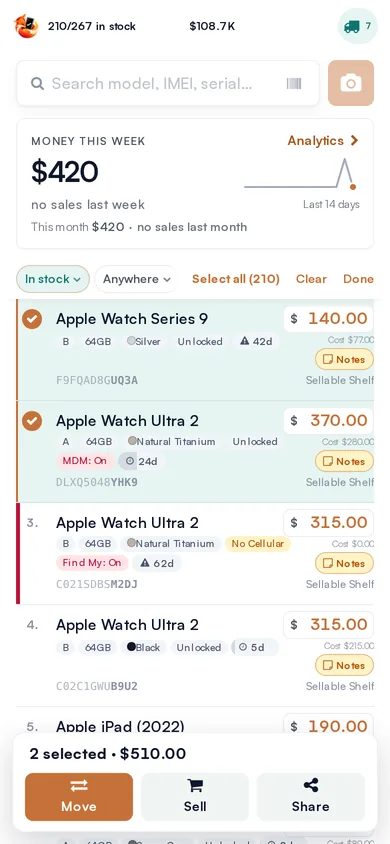 210/267 in stock $108.7K 7
Search model, IMEI, serial...
MONEY THIS WEEK Analytics
$420
no sales last week Last 14 days
This month $420 · no sales last month
In stock Anywhere Select all (210) Clear Done
Apple Watch Series 9 $ 140.00
B 64GB Silver Unlocked 42d Cost $77.00
Notes
F9FQAD8GUQ3A Sellable Shelf
Apple Watch Ultra 2 $ 370.00
A 64GB Natural Titanium Unlocked Cost $280.00
MDM: On 24d Notes
DLXQ5048YHK9 Sellable Shelf
3. Apple Watch Ultra 2 $ 315.00
B 64GB Natural Titanium No Cellular Cost $0.00
Find My: On 62d Notes
C021SDBSM2DJ Sellable Shelf
4. Apple Watch Ultra 2 $ 315.00
B 64GB Black Unlocked 5d Cost $215.00
Notes
C02C1GWUB9U2 Sellable Shelf
5. Apple iPad (2022) $ 190.00
2 selected · $510.00
Move Sell Share